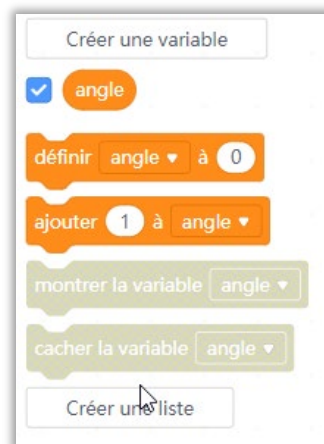 Créer une variable
angle
définir angle à 0
ajouter 1 à angle
montrer la variable angle
cacher la variable angle
Créer une liste